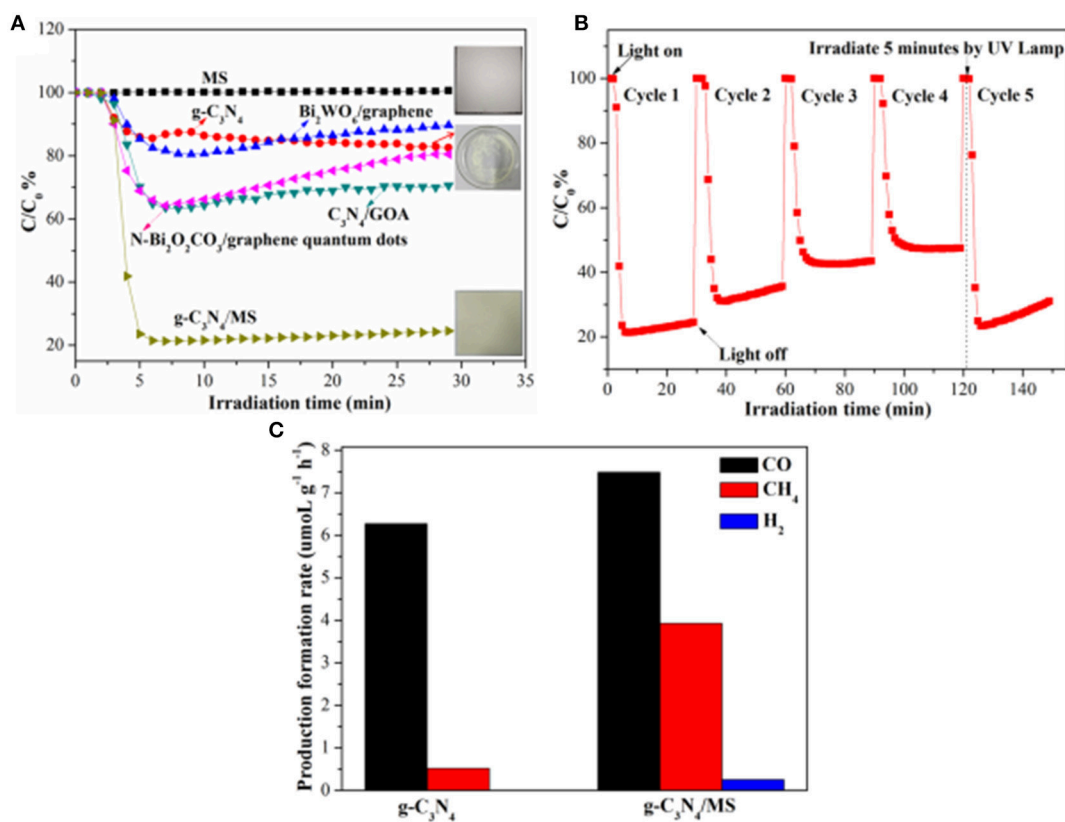 A
C/C₀%
120
100
80
60
40
20
0
5
10
15
20
25
30
35
Irradiation time (min)
MS
g-C₃N₄
Bi₂WO₆/graphene
C₃N₄/GOA
N-Bi₂O₂CO₃/graphene quantum dots
g-C₃N₄/MS
B
C/C₀%
100
80
60
40
20
0
20
40
60
80
100
120
140
Irradiation time (min)
Light on
Irradiate 5 minutes by UV Lamp
Cycle 1
Cycle 2
Cycle 3
Cycle 4
Cycle 5
Light off
C
Production formation rate (umoL g⁻¹ h⁻¹)
8
7
6
5
4
3
2
1
0
CO
CH₄
H₂
g-C₃N₄
g-C₃N₄/MS